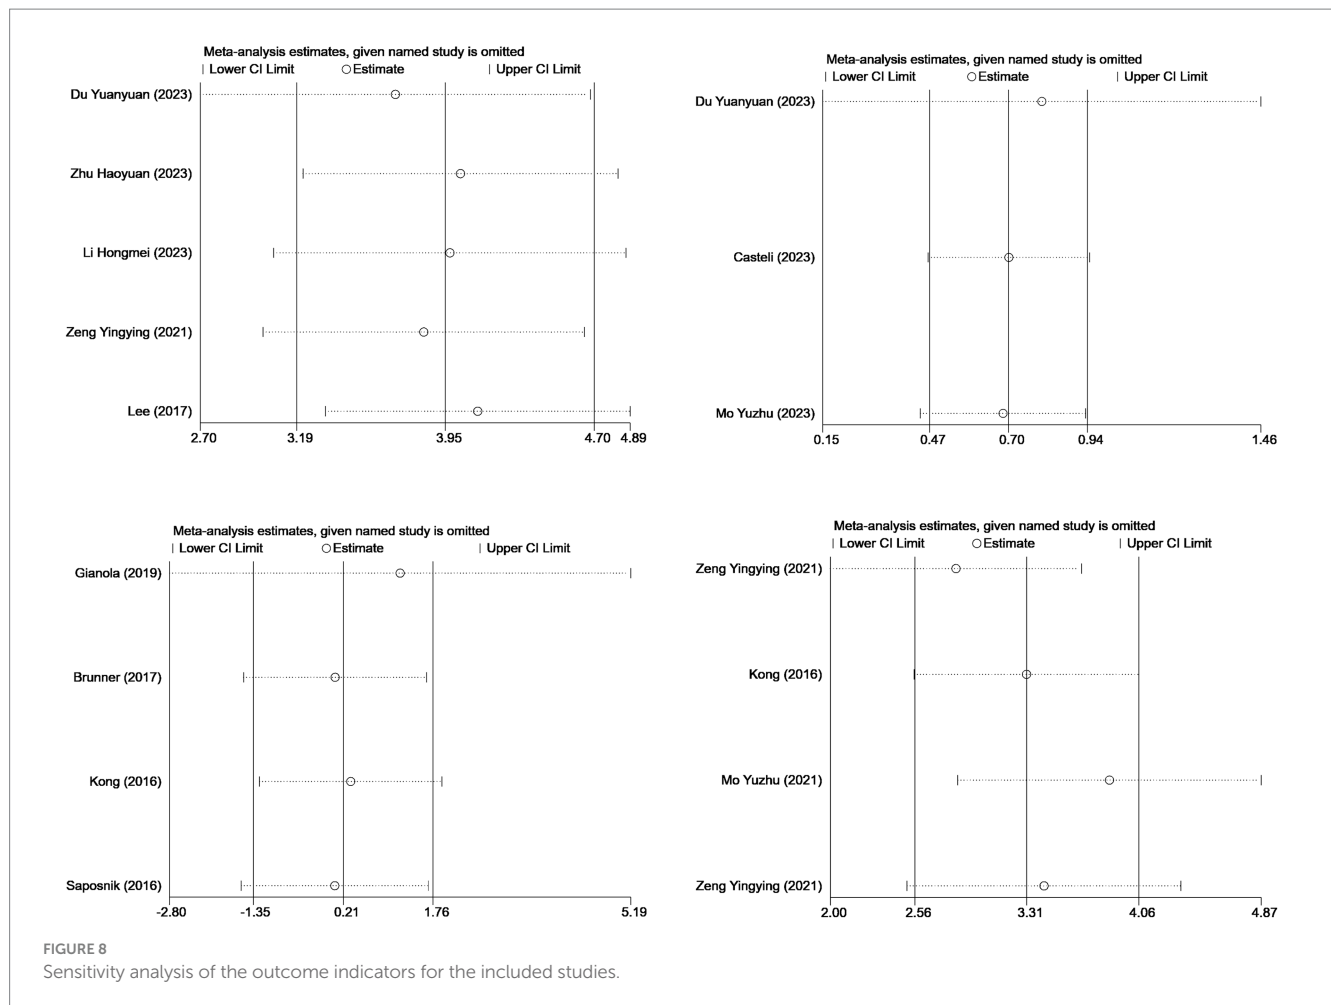 Meta-analysis estimates, given named study is omitted
| Lower CI Limit ○ Estimate | Upper CI Limit
Du Yuanyuan (2023)
Zhu Haoyuan (2023)
Li Hongmei (2023)
Zeng Yingying (2021)
Lee (2017)
2.70 3.19 3.95 4.70 4.89
Meta-analysis estimates, given named study is omitted
| Lower CI Limit ○ Estimate | Upper CI Limit
Du Yuanyuan (2023)
Casteli (2023)
Mo Yuzhu (2023)
0.15 0.47 0.70 0.94 1.46
Meta-analysis estimates, given named study is omitted
| Lower CI Limit ○ Estimate | Upper CI Limit
Gianola (2019)
Brunner (2017)
Kong (2016)
Saposnik (2016)
-2.80 -1.35 0.21 1.76 5.19
Meta-analysis estimates, given named study is omitted
| Lower CI Limit ○ Estimate | Upper CI Limit
Zeng Yingying (2021)
Kong (2016)
Mo Yuzhu (2021)
Zeng Yingying (2021)
2.00 2.56 3.31 4.06 4.87
FIGURE 8
Sensitivity analysis of the outcome indicators for the included studies.